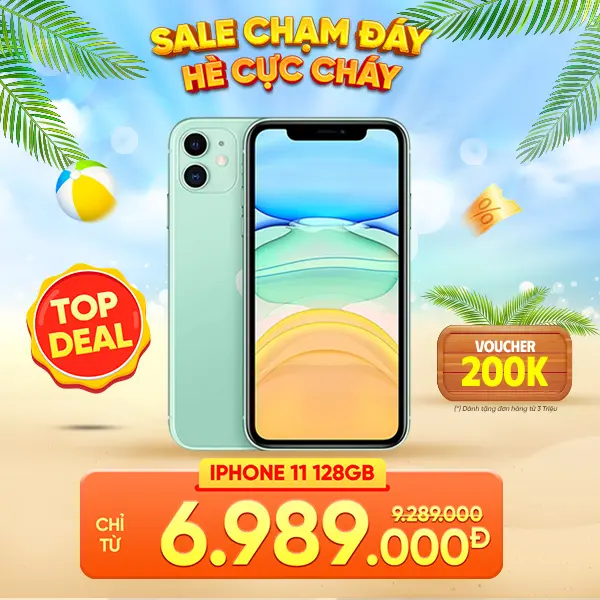 SALE CHẠM ĐÁY
HÈ CỰC CHÁY
TOP
DEAL
%
VOUCHER
200K
(*) Dành tặng đơn hàng từ 3 Triệu
IPHONE 11 128GB
CHỈ
TỪ
9.289.000
6.989.000Đ